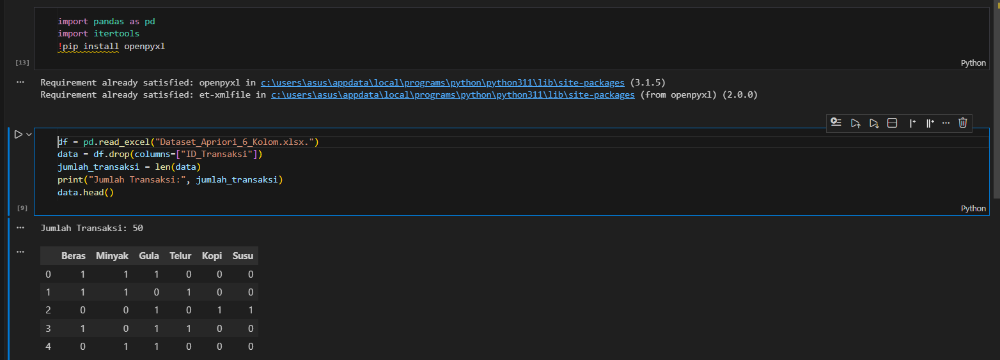 import pandas as pd
import itertools
!pip install openpyxl
[13]
Python
Requirement already satisfied: openpyxl in c:\users\asus\appdata\local\programs\python\python311\lib\site-packages (3.1.5)
Requirement already satisfied: et-xmlfile in c:\users\asus\appdata\local\programs\python\python311\lib\site-packages (from openpyxl) (2.0.0)
df = pd.read_excel("Dataset_Apriori_6_Kolom.xlsx.")
data = df.drop(columns=["ID_Transaksi"])
jumlah_transaksi = len(data)
print("Jumlah Transaksi:", jumlah_transaksi)
data.head()
[9]
Python
Jumlah Transaksi: 50
Beras Minyak Gula Telur Kopi Susu
0 1 1 1 0 0 0
1 1 1 0 1 0 0
2 0 0 1 0 1 1
3 1 0 1 1 0 0
4 0 1 1 0 0 0